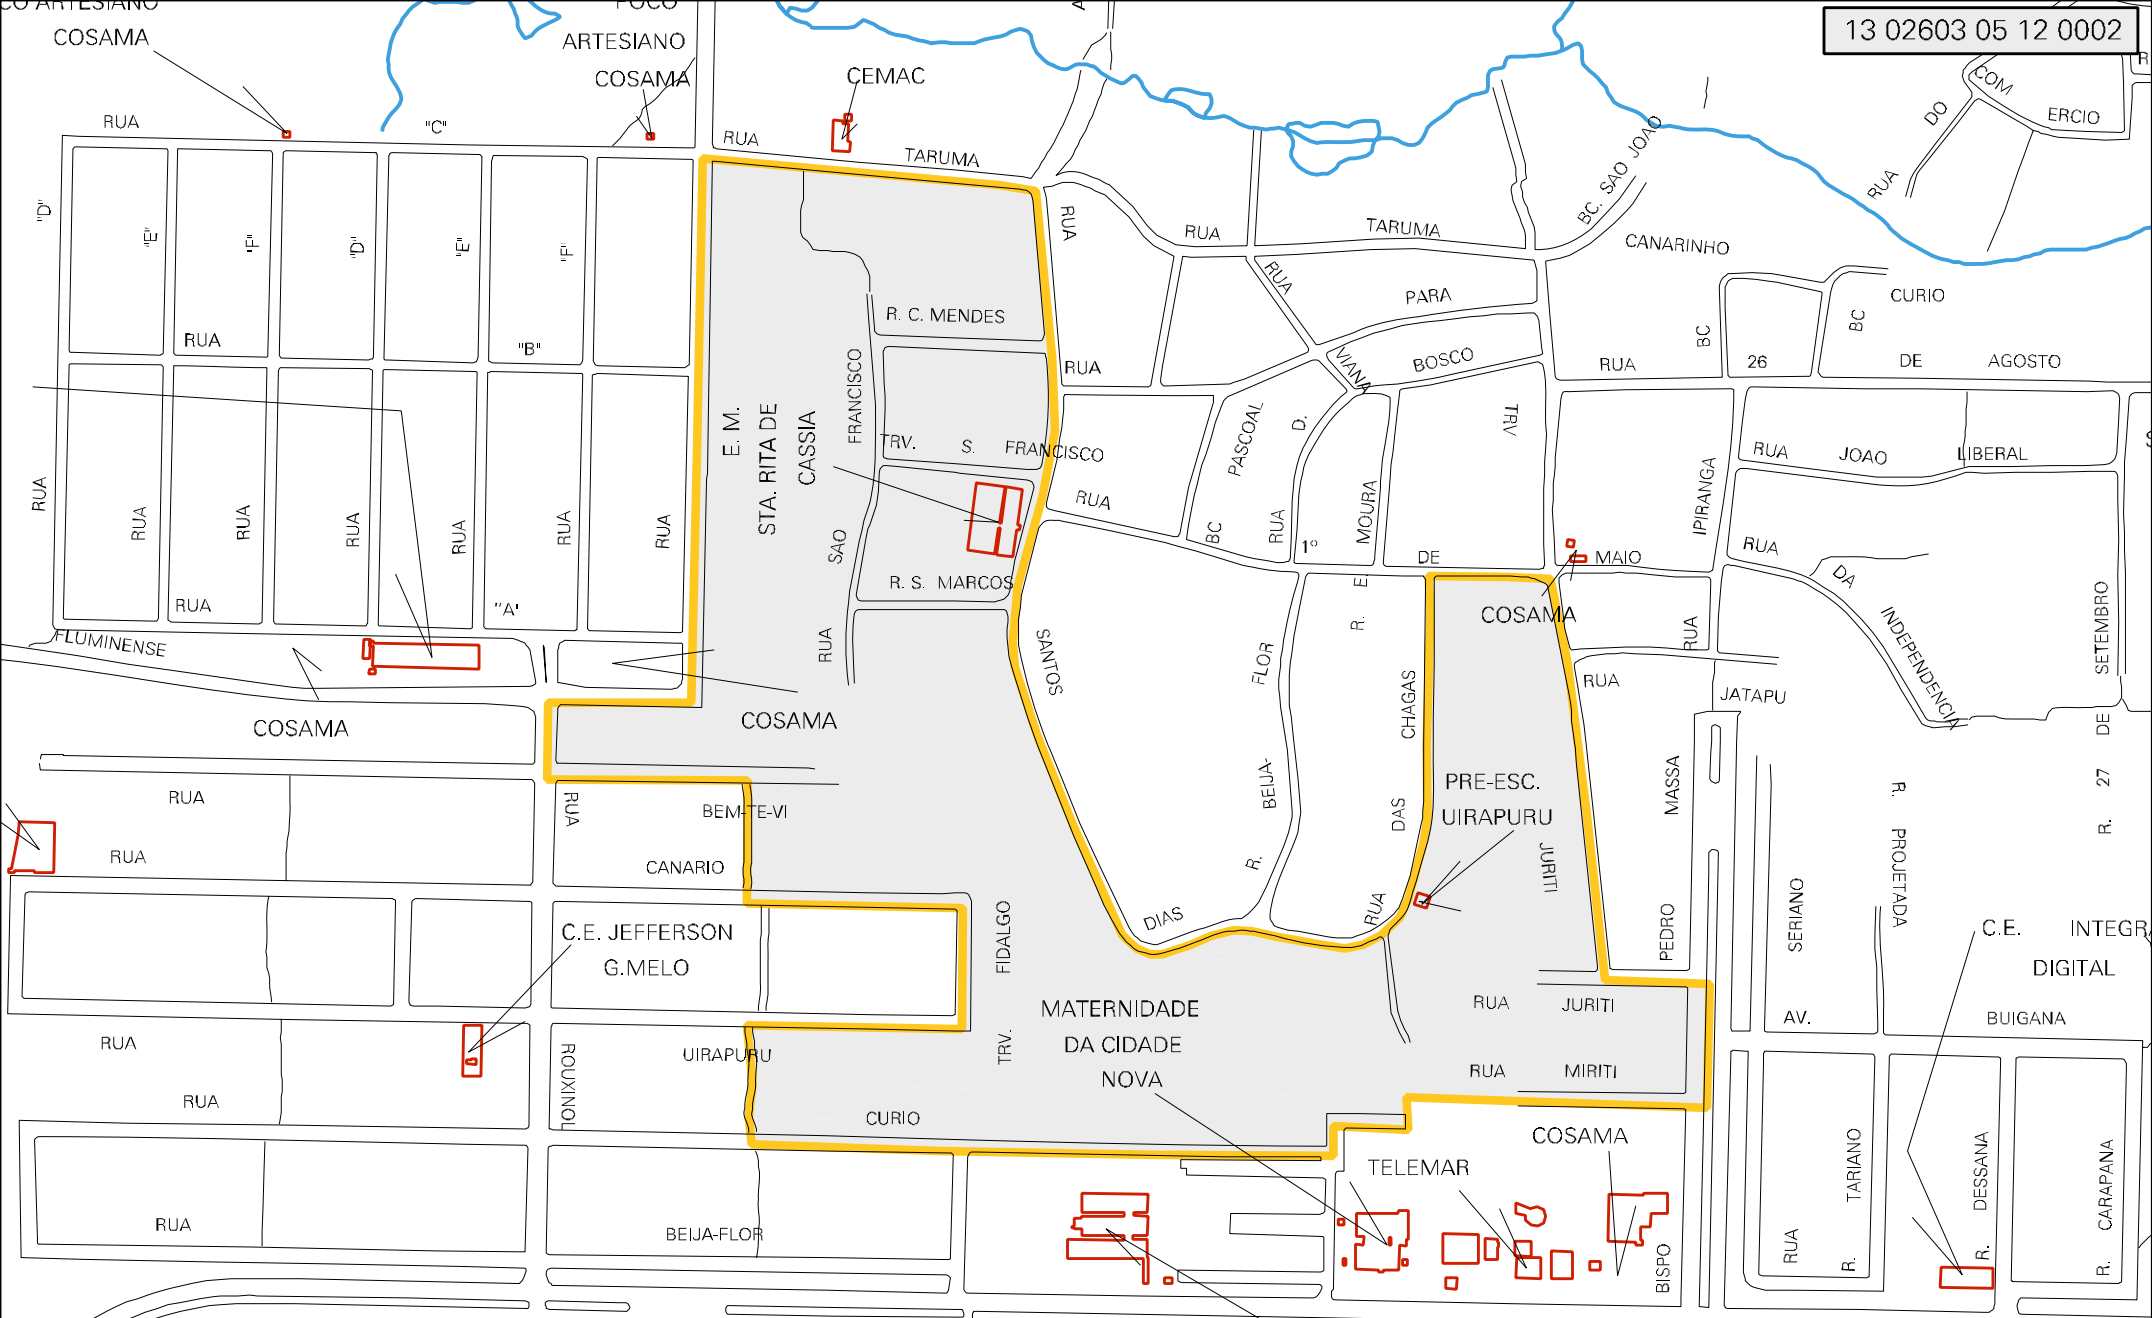 CO ARTESIANO
COSAMA
POCO
ARTESIANO
COSAMA
CEMAC
13 02603 05 12 0002
RUA
"C"
RUA
TARUMA
COM
ERCIO
DO
RUA
BC. SAO JOAO
CANARINHO
"D"
"E"
"F"
"D"
"E"
"F"
RUA
RUA
TARUMA
RUA
PARA
CURIO
BC
BC
R. C. MENDES
RUA
"B"
RUA
VIANA
BOSCO
RUA
26
DE
AGOSTO
FRANCISCO
E. M.
STA. RITA DE
CASSIA
TRV.
S.
FRANCISCO
PASCOAL
D.
TRV
RUA
JOAO
LIBERAL
RUA
RUA
RUA
RUA
RUA
RUA
RUA
SAO
RUA
BC
RUA
1º
MOURA
DE
MAIO
IPIRANGA
RUA
DA
INDEPENDENCIA
RUA
"A'
R. S. MARCOS
E.
R.
COSAMA
RUA
SETEMBRO
FLUMINENSE
RUA
SANTOS
FLOR
CHAGAS
RUA
JATAPU
DE
27
R.
COSAMA
COSAMA
PRE-ESC.
UIRAPURU
MASSA
R.
PROJETADA
RUA
RUA
BEM-TE-VI
BEIJA-
DAS
RUA
CANARIO
R.
JURITI
C.E. JEFFERSON
G.MELO
FIDALGO
DIAS
RUA
PEDRO
SERIANO
C.E.
INTEGRA
DIGITAL
MATERNIDADE
DA CIDADE
NOVA
RUA
JURITI
AV.
BUIGANA
RUA
ROUXINOL
UIRAPURU
TRV.
RUA
MIRITI
RUA
CURIO
COSAMA
TELEMAR
TARIANO
DESSANA
CARAPANA
RUA
BEIJA-FLOR
BISPO
RUA
R.
R.
R.